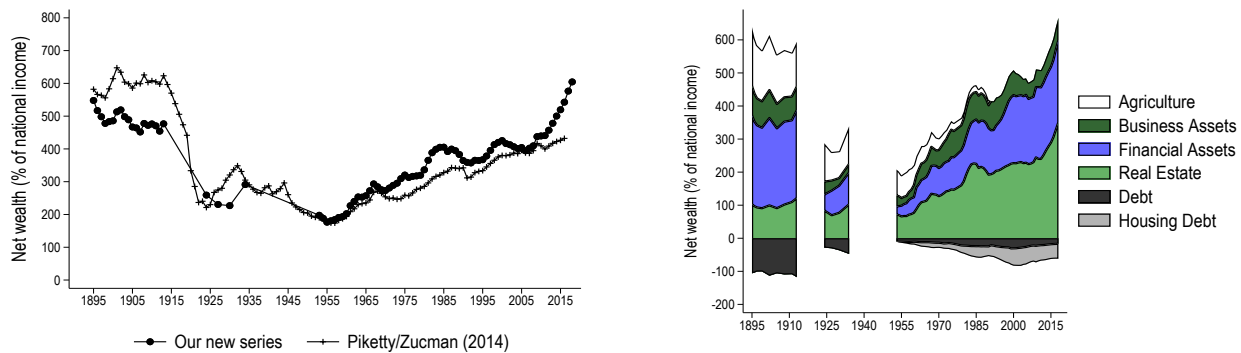 Net wealth (% of national income)
800
700
600
500
400
300
200
100
0
1895 1905 1915 1925 1935 1945 1955 1965 1975 1985 1995 2005 2015
Our new series Piketty/Zucman (2014)
Net wealth (% of national income)
600
500
400
300
200
100
0
-100
-200
1895 1910 1925 1940 1955 1970 1985 2000 2015
Agriculture
Business Assets
Financial Assets
Real Estate
Debt
Housing Debt